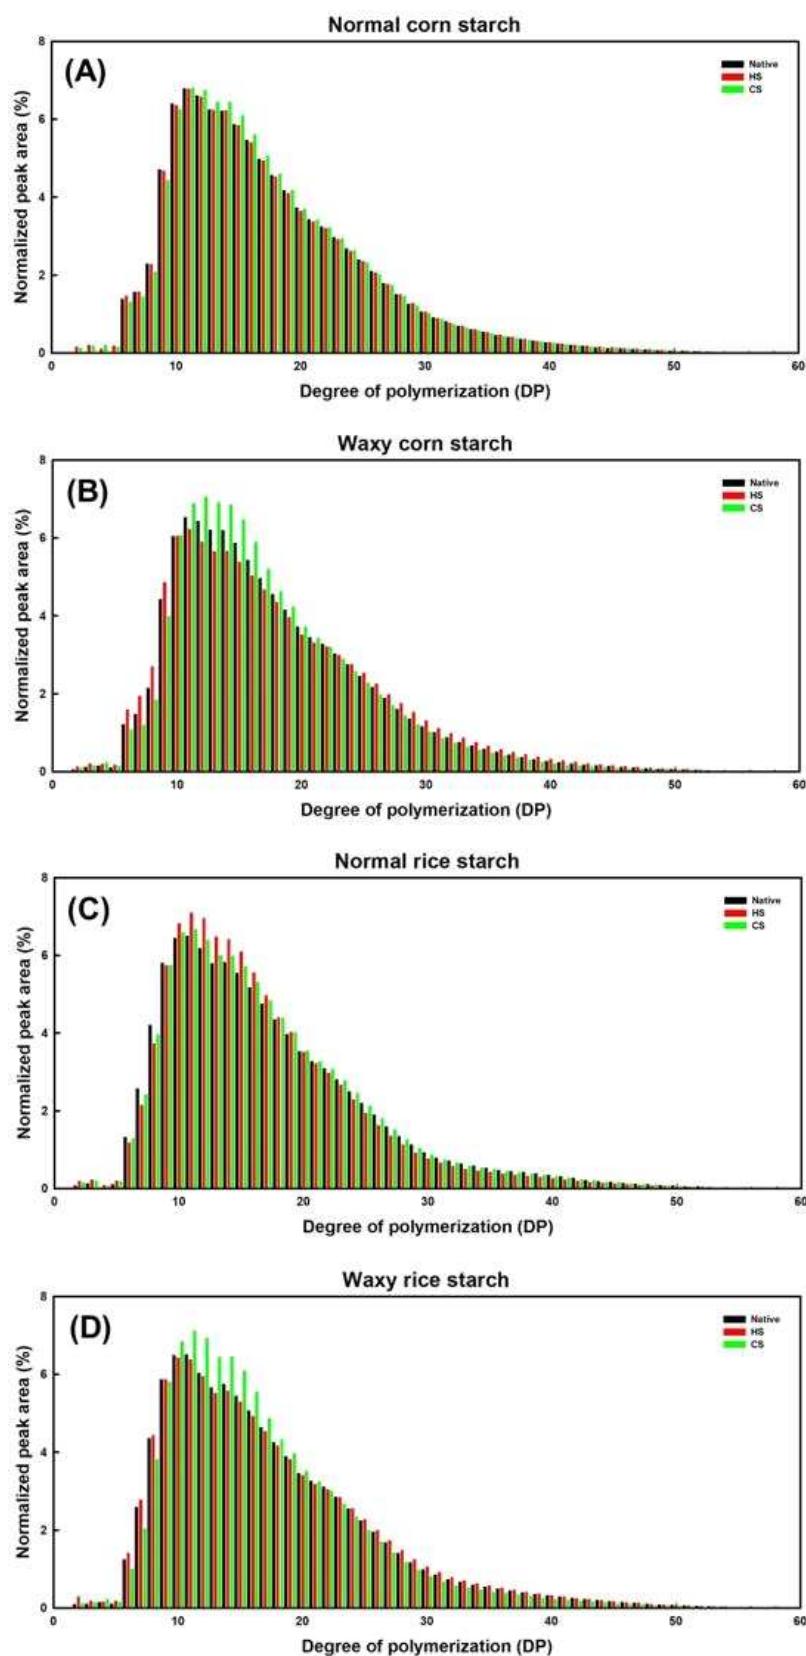 Normal corn starch
(A)
Native
HS
CS
Normalized peak area (%)
8
6
4
2
0
0 10 20 30 40 50 60
Degree of polymerization (DP)
Waxy corn starch
(B)
Native
HS
CS
Normalized peak area (%)
8
6
4
2
0
0 10 20 30 40 50 60
Degree of polymerization (DP)
Normal rice starch
(C)
Native
HS
CS
Normalized peak area (%)
8
6
4
2
0
0 10 20 30 40 50 60
Degree of polymerization (DP)
Waxy rice starch
(D)
Native
HS
CS
Normalized peak area (%)
8
6
4
2
0
0 10 20 30 40 50 60
Degree of polymerization (DP)